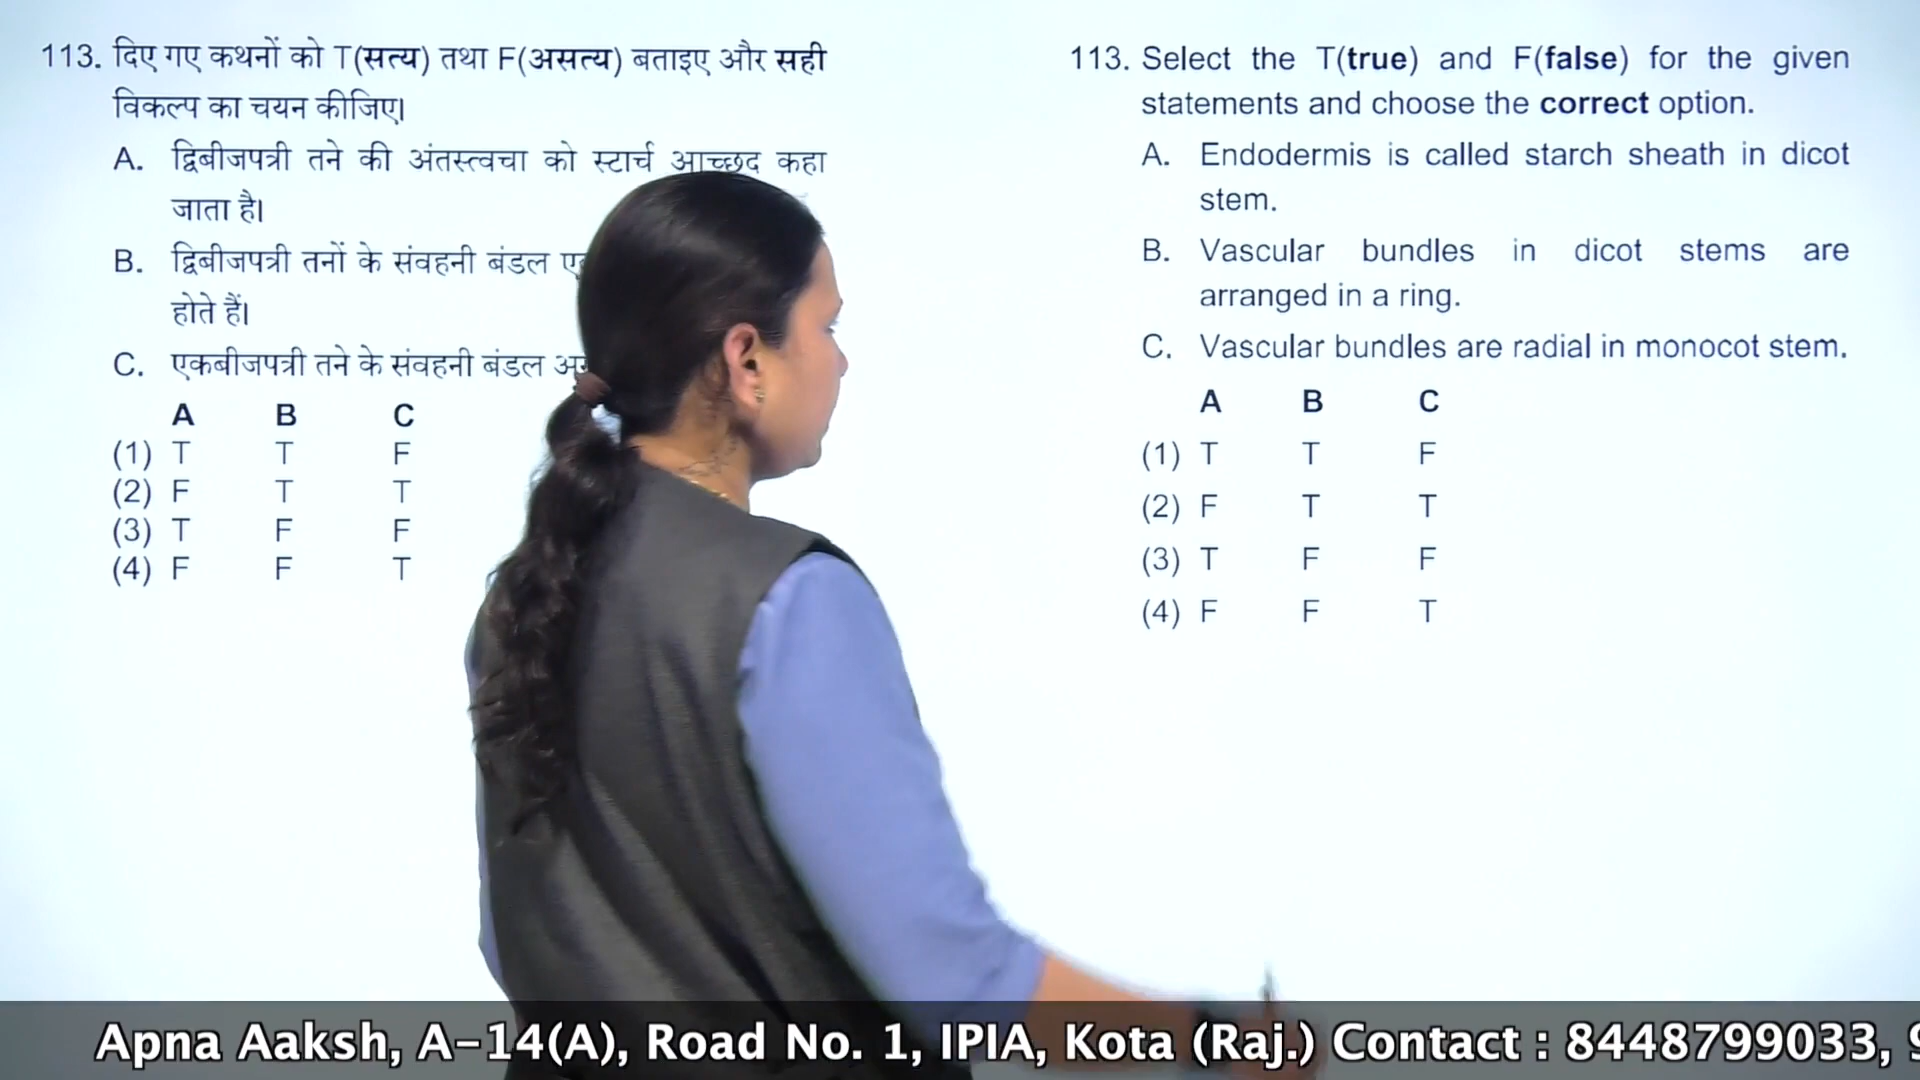 113. दिए गए कथनों को T(सत्य) तथा F(असत्य) बताइए और सही
विकल्प का चयन कीजिए।
A. द्विबीजपत्री तने की अंतस्त्वचा को स्टार्च आच्छद कहा
जाता है।
B. द्विबीजपत्री तनों के संवहनी बंडल
होते हैं।
C. एकबीजपत्री तने के संवहनी बंडल
A B C
(1) T T F
(2) F T T
(3) T F F
(4) F F T
113. Select the T(true) and F(false) for the given
statements and choose the correct option.
A. Endodermis is called starch sheath in dicot
stem.
B. Vascular bundles in dicot stems are
arranged in a ring.
C. Vascular bundles are radial in monocot stem.
A B C
(1) T T F
(2) F T T
(3) T F F
(4) F F T
Apna Aaksh, A-14(A), Road No. 1, IPIA, Kota (Raj.) Contact : 8448799033,